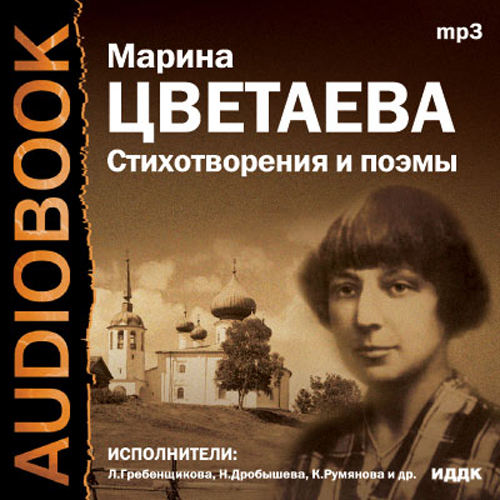 AUDIOBOOK
mp3
Марина
ЦВЕТАЕВА
Стихотворения и поэмы
ИСПОЛНИТЕЛИ:
Л.Гребенщикова, Н.Дробышева, К.Румянова и др.
ИДДК